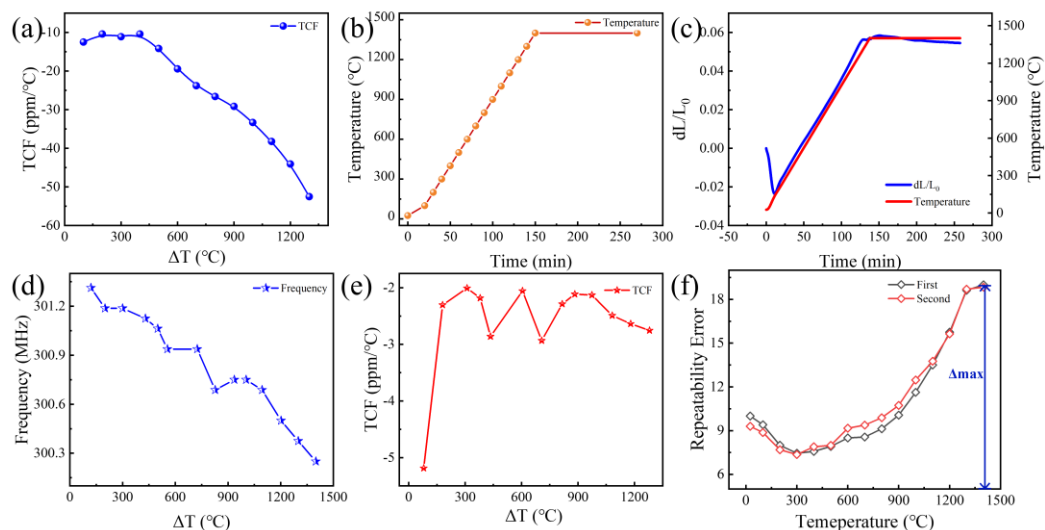 (a)
TCF
-10
-20
-30
-40
-50
-60
0 300 600 900 1200
TCF (ppm/°C)
ΔT (°C)
(b)
Temperature
1500
1200
900
600
300
0
0 50 100 150 200 250 300
Temperature (°C)
Time (min)
(c)
0.06
0.04
0.02
0.00
-0.02
-0.04
1500
1200
900
600
300
0
dL/L0
Temperature
-50 0 50 100 150 200 250 300
dL/L0
Temperature (°C)
Time (min)
(d)
Frequency
301.2
300.9
300.6
300.3
0 300 600 900 1200 1500
Frequency (MHz)
ΔT (°C)
(e)
TCF
-2
-3
-4
-5
0 300 600 900 1200
TCF (ppm/°C)
ΔT (°C)
(f)
First
Second
Δmax
18
15
12
9
6
0 300 600 900 1200 1500
Repeatability Error
Temeperature (°C)